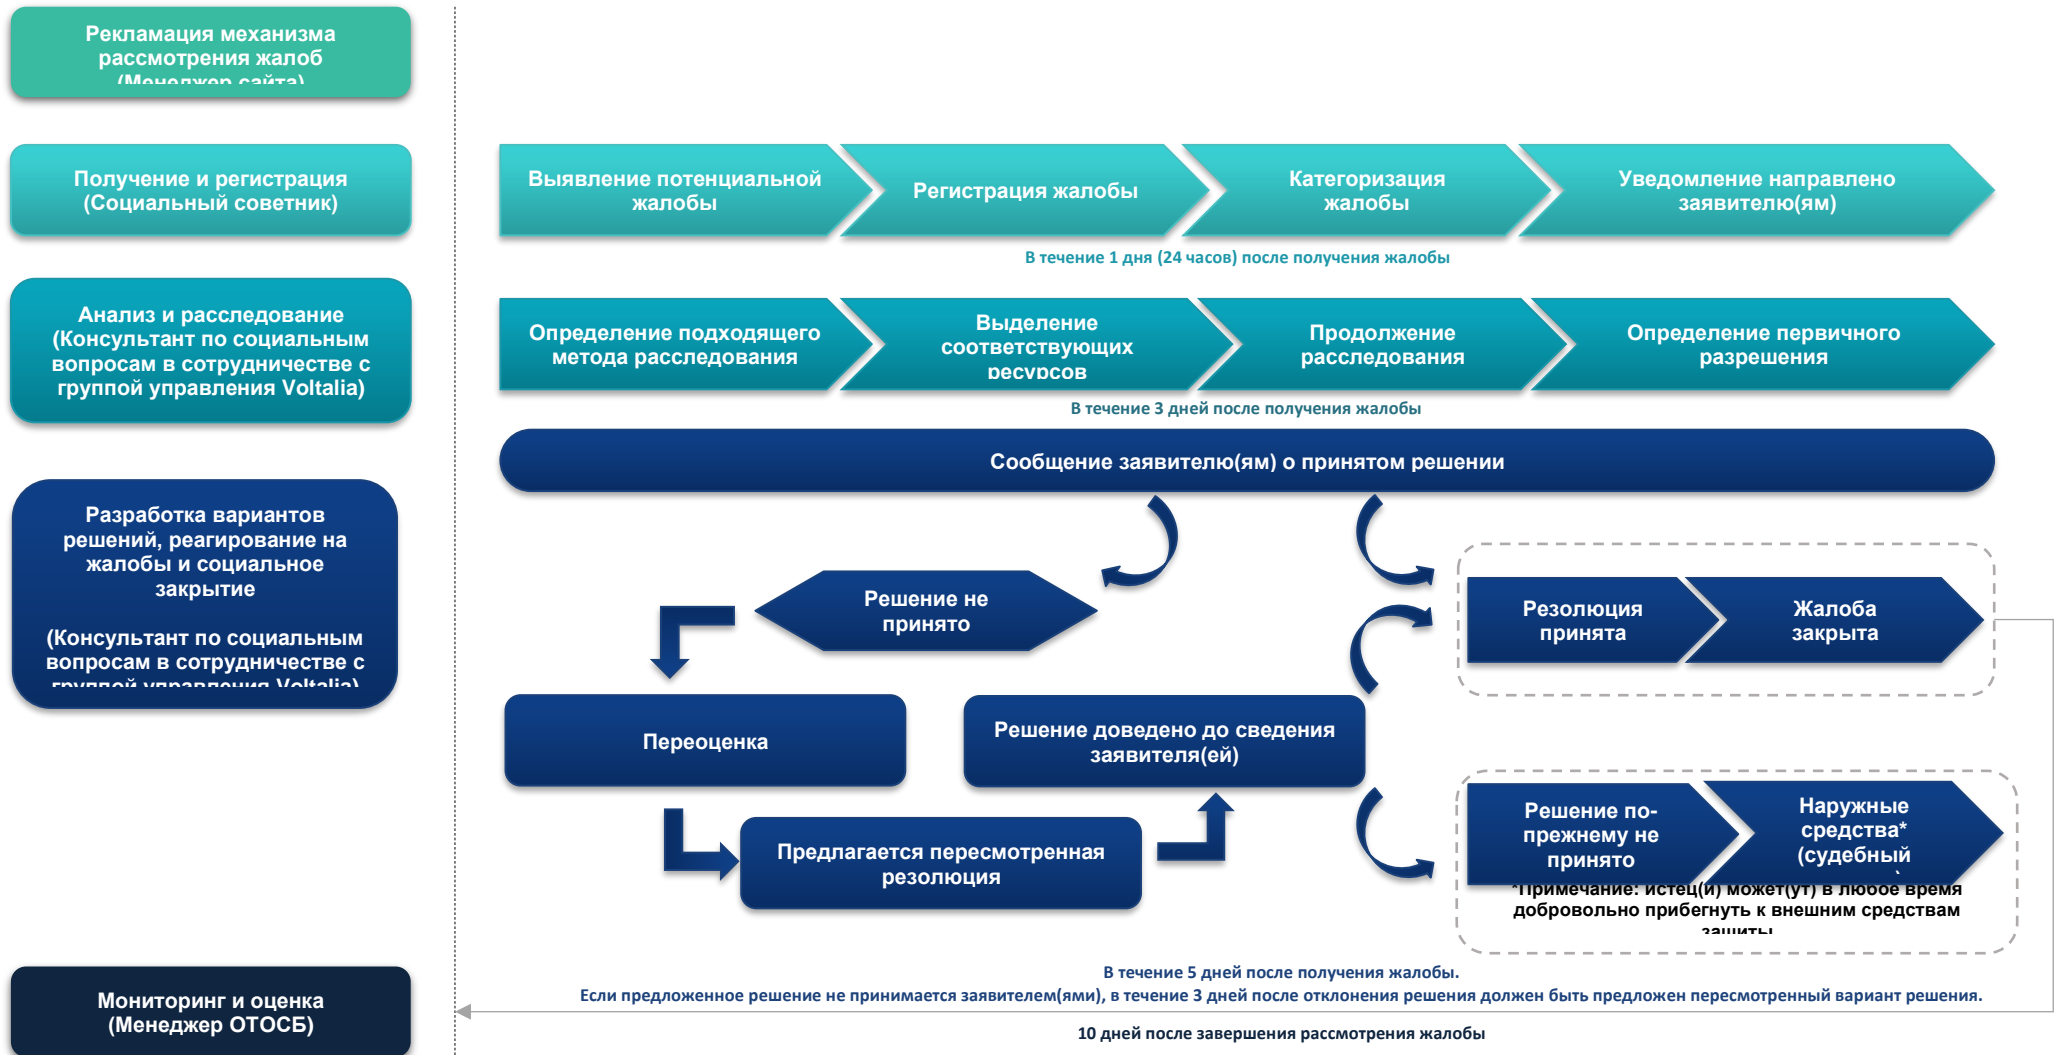 Рекламация механизма
рассмотрения жалоб
(Менеджер сайта)
Получение и регистрация
(Социальный советник)
Выявление потенциальной
жалобы
Регистрация жалобы
Категоризация
жалобы
Уведомление направлено
заявителю(ям)
В течение 1 дня (24 часов) после получения жалобы
Анализ и расследование
(Консультант по социальным
вопросам в сотрудничестве с
группой управления Voltalia)
Определение подходящего
метода расследования
Выделение
соответствующих
ресурсов
Продолжение
расследования
Определение первичного
разрешения
В течение 3 дней после получения жалобы
Сообщение заявителю(ям) о принятом решении
Разработка вариантов
решений, реагирование на
жалобы и социальное
закрытие
(Консультант по социальным
вопросам в сотрудничестве с
группой управления Voltalia)
Решение не
принято
Резолюция
принята
Жалоба
закрыта
Переоценка
Решение доведено до сведения
заявителя(ей)
Предлагается пересмотренная
резолюция
Решение по-
прежнему не
принято
Наружные
средства*
(судебный
*Примечание: истец(и) может(ут) в любое время
добровольно прибегнуть к внешним средствам
защиты
В течение 5 дней после получения жалобы.
Если предложенное решение не принимается заявителем(ями), в течение 3 дней после отклонения решения должен быть предложен пересмотренный вариант решения.
Мониторинг и оценка
(Менеджер ОТОСБ)
10 дней после завершения рассмотрения жалобы